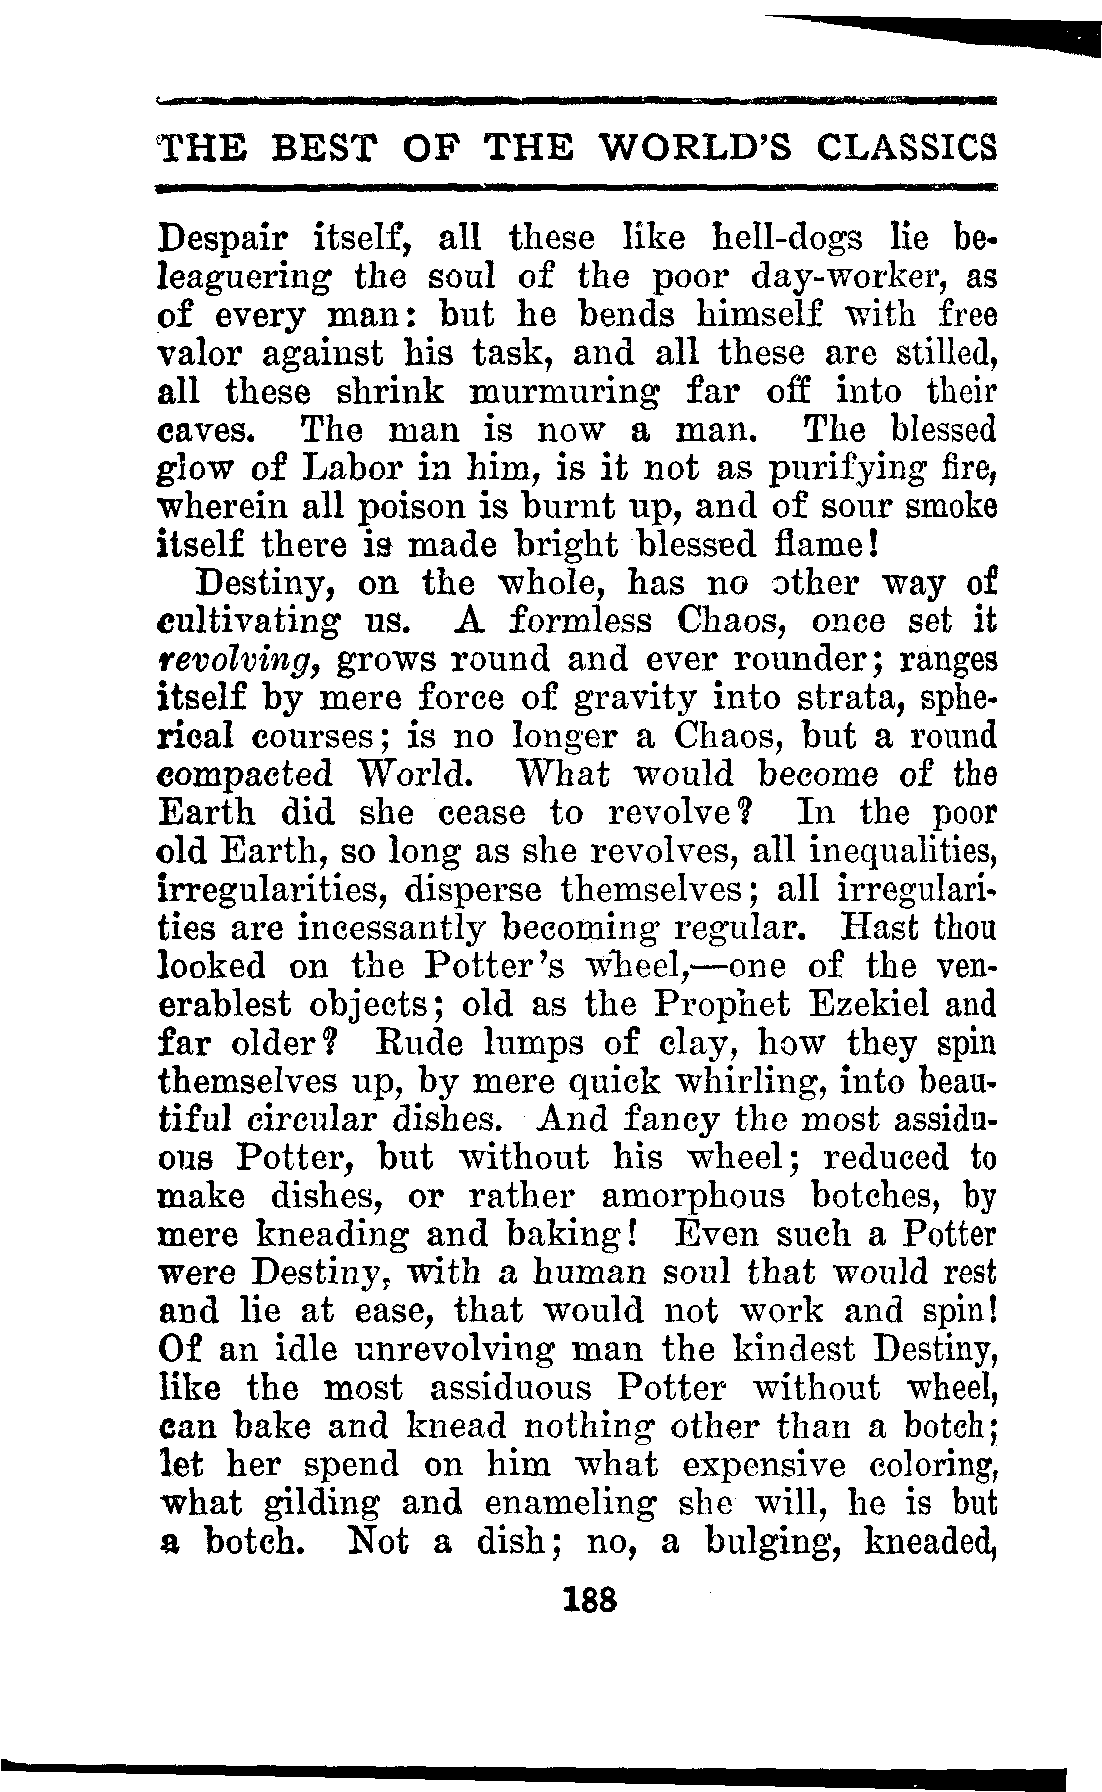 THE BEST OF THE WORLD'S CLASSICS
Despair itself, all these like hell-dogs lie be-
leaguering the soul of the poor day-worker, as
of every man: but he bends himself with free
valor against his task, and all these are stilled,
all these shrink murmuring far off into their
caves. The man is now a man. The blessed
glow of Labor in him, is it not as purifying fire,
wherein all poison is burnt up, and of sour smoke
itself there is made bright blessed flame!
Destiny, on the whole, has no other way of
cultivating us. A formless Chaos, once set it
revolving, grows round and ever rounder; ranges
itself by mere force of gravity into strata, sphe-
rical courses; is no longer a Chaos, but a round
compacted World. What would become of the
Earth did she cease to revolve? In the poor
old Earth, so long as she revolves, all inequalities,
irregularities, disperse themselves; all irregulari-
ties are incessantly becoming regular. Hast thou
looked on the Potter's wheel,—one of the ven-
erablest objects; old as the Prophet Ezekiel and
far older? Rude lumps of clay, how they spin
themselves up, by mere quick whirling, into beau-
tiful circular dishes. And fancy the most assidu-
ous Potter, but without his wheel; reduced to
make dishes, or rather amorphous botches, by
mere kneading and baking! Even such a Potter
were Destiny, with a human soul that would rest
and lie at ease, that would not work and spin!
Of an idle unrevolving man the kindest Destiny,
like the most assiduous Potter without wheel,
can bake and knead nothing other than a botch;
let her spend on him what expensive coloring,
what gilding and enameling she will, he is but
a botch. Not a dish; no, a bulging, kneaded,
188